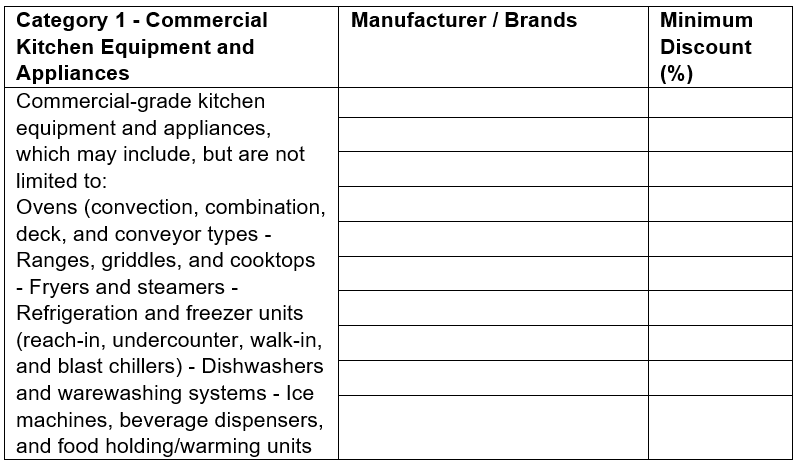 Category 1 - Commercial
Kitchen Equipment and
Appliances
Manufacturer / Brands
Minimum
Discount
(%)
Commercial-grade kitchen
equipment and appliances,
which may include, but are not
limited to:
Ovens (convection, combination,
deck, and conveyor types -
Ranges, griddles, and cooktops
- Fryers and steamers -
Refrigeration and freezer units
(reach-in, undercounter, walk-in,
and blast chillers) - Dishwashers
and warewashing systems - Ice
machines, beverage dispensers,
and food holding/warming units